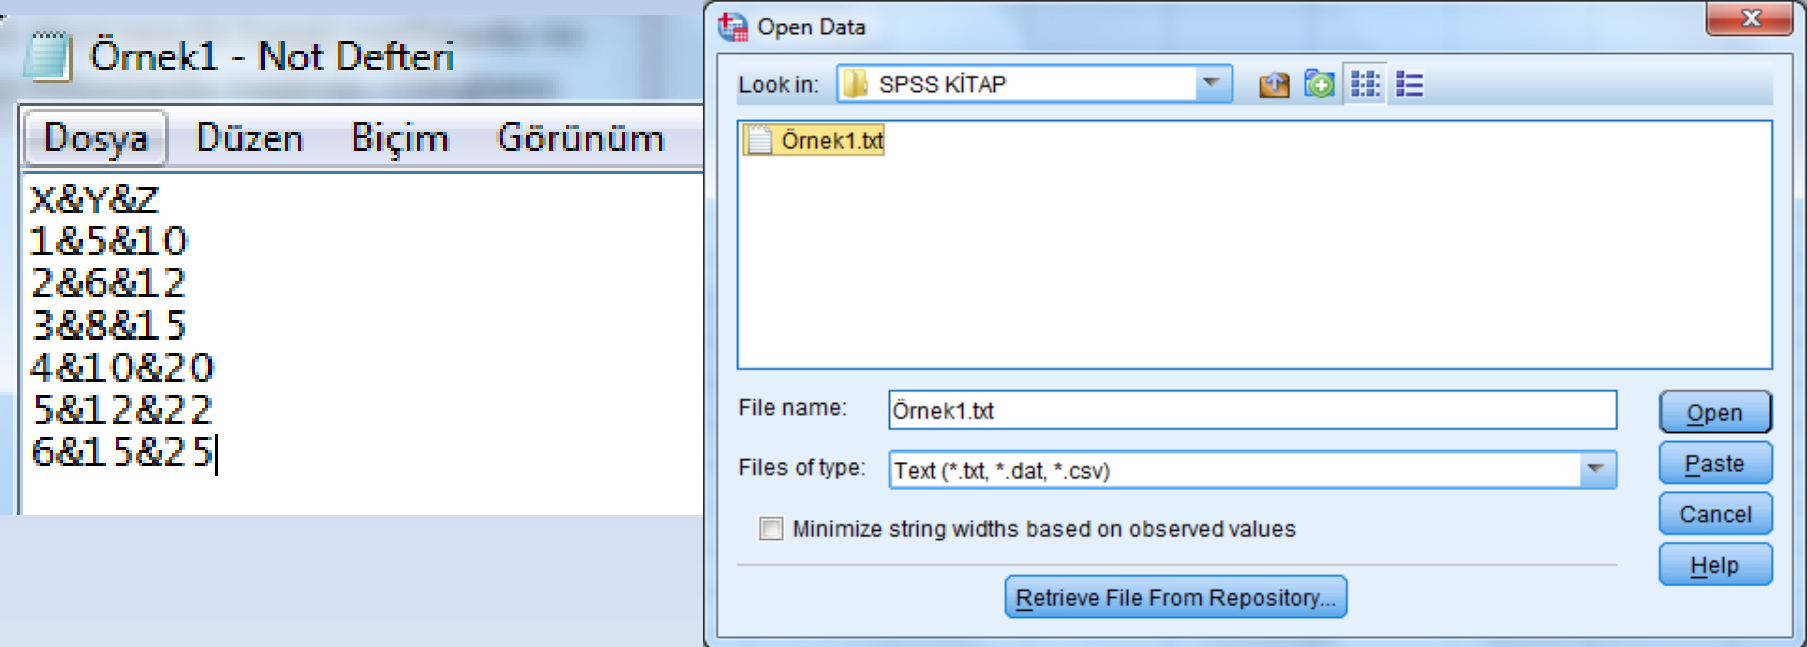 Örnek1 - Not Defteri
Dosya Düzen Biçim Görünüm
X&Y&Z
1&5&10
2&6&12
3&8&15
4&10&20
5&12&22
6&15&25
Open Data
Look in: SPSS KİTAP
Örnek1.txt
File name: Örnek1.txt
Open
Files of type: Text (*.txt, *.dat, *.csv)
Paste
Minimize string widths based on observed values
Cancel
Help
Retrieve File From Repository...